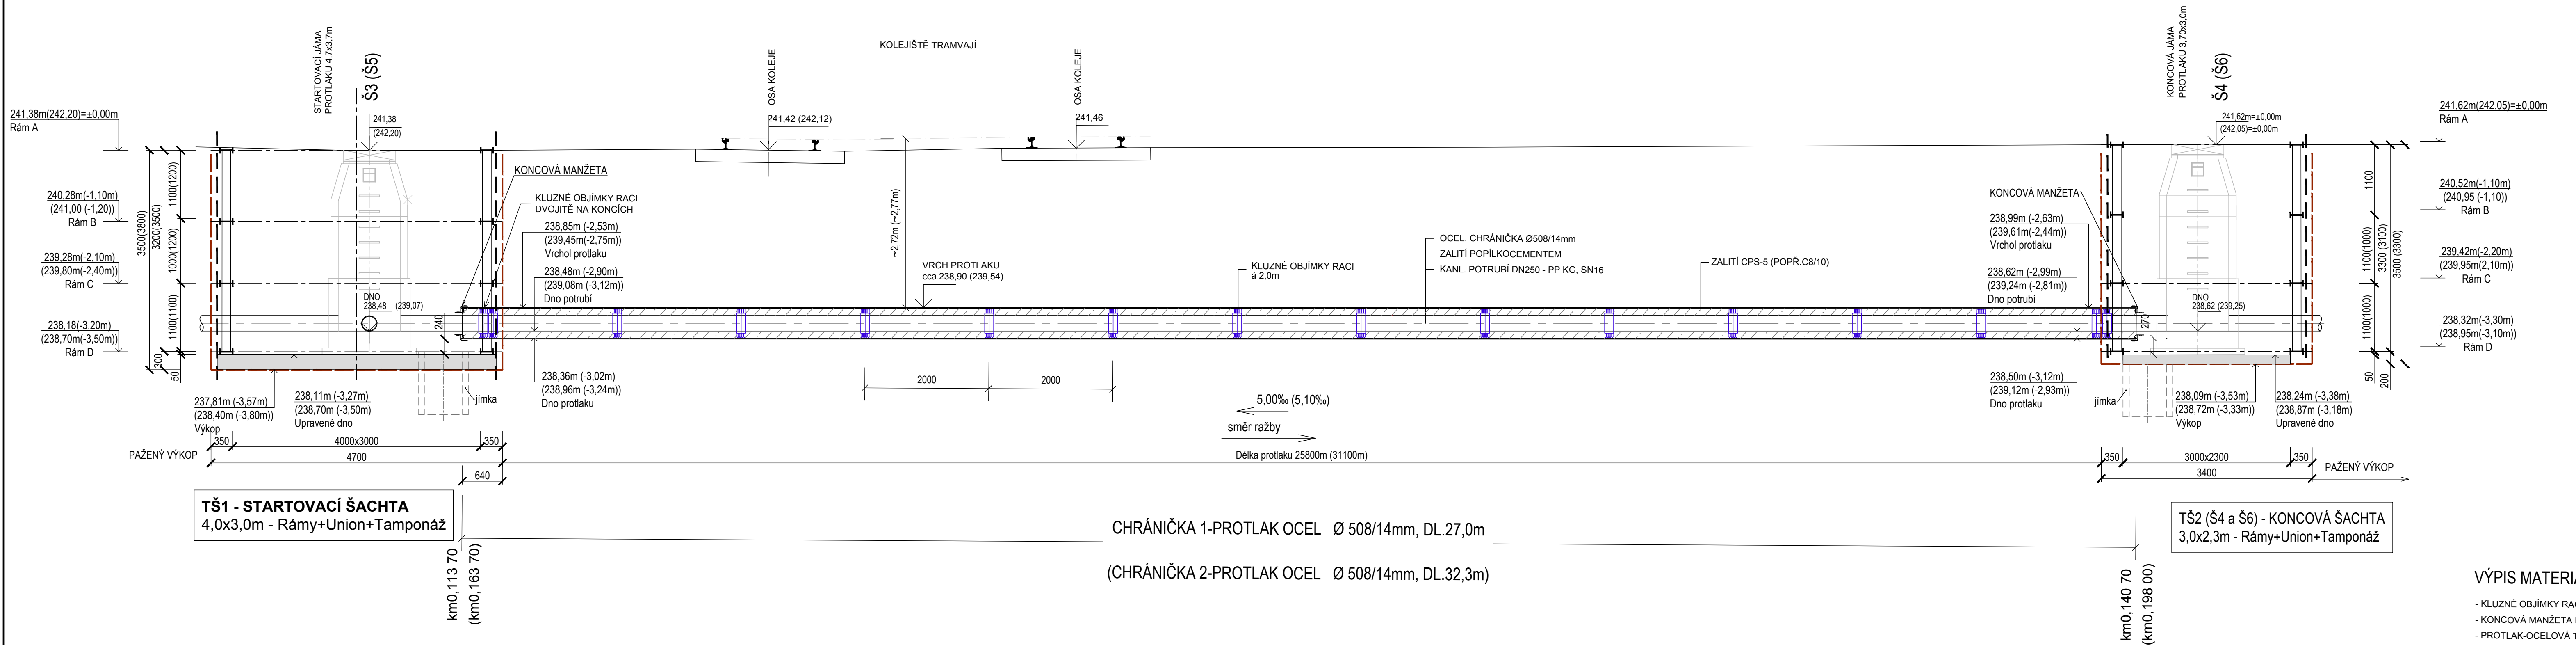 STARTOVACÍ JÁMA
PROTLAKU 4,7x3,7m
Š3 (Š5)
241,38m(242,20)=±0,00m
Rám A
240,28m(-1,10m)
(241,00 (-1,20))
Rám B
239,28m(-2,10m)
(239,80m(-2,40m))
Rám C
238,18(-3,20m)
(238,70m(-3,50m))
Rám D
3500(3800)
3200(3500)
1100(1200)
1000(1200)
1100(1100)
300
50
241,38
(242,20)
DNO
238,48 (239,07)
240
KONCOVÁ MANŽETA
KLUZNÉ OBJÍMKY RACI
DVOJITĚ NA KONCÍCH
238,85m (-2,53m)
(239,45m(-2,75m))
Vrchol protlaku
238,48m (-2,90m)
(239,08m (-3,12m))
Dno potrubí
238,36m (-3,02m)
(238,96m (-3,24m))
Dno protlaku
237,81m (-3,57m)
(238,40m (-3,80m))
Výkop
238,11m (-3,27m)
(238,70m (-3,50m)
Upravené dno
jímka
350
4000x3000
350
PAŽENÝ VÝKOP
4700
640
TŠ1 - STARTOVACÍ ŠACHTA
4,0x3,0m - Rámy+Union+Tamponáž
km0,113 70
(km0,163 70)
KOLEJIŠTĚ TRAMVAJÍ
OSA KOLEJE
241,42 (242,12)
OSA KOLEJE
241,46
~2,72m (~2,77m)
VRCH PROTLAKU
cca.238,90 (239,54)
2000
2000
KLUZNÉ OBJÍMKY RACI
á 2,0m
OCEL. CHRÁNIČKA Ø508/14mm
ZALITÍ POPÍLKOCEMENTEM
KANL. POTRUBÍ DN250 - PP KG, SN16
ZALITÍ CPS-5 (POPŘ.C8/10)
5,00‰ (5,10‰)
směr ražby
Délka protlaku 25800m (31100m)
CHRÁNIČKA 1-PROTLAK OCEL Ø 508/14mm, DL.27,0m
(CHRÁNIČKA 2-PROTLAK OCEL Ø 508/14mm, DL.32,3m)
KONCOVÁ JÁMA
PROTLAKU 3,70x3,0m
Š4 (Š6)
241,62m=±0,00m
(242,05)=±0,00m
KONCOVÁ MANŽETA
238,99m (-2,63m)
(239,61m(-2,44m))
Vrchol protlaku
238,62m (-2,99m)
(239,24m (-2,81m))
Dno potrubí
238,50m (-3,12m)
(239,12m (-2,93m))
Dno protlaku
DNO
238,62 (239,25)
270
jímka
238,09m (-3,53m)
(238,72m (-3,33m))
Výkop
238,24m (-3,38m)
(238,87m (-3,18m)
Upravené dno
350
3000x2300
350
PAŽENÝ VÝKOP
3400
1100
1100(1000)
1100(1000)
3300 (3100)
3500 (3300)
50
200
241,62m(242,05)=±0,00m
Rám A
240,52m(-1,10m)
(240,95 (-1,10))
Rám B
239,42m (-2,20m)
(239,95m(2,10m))
Rám C
238,32m(-3,30m)
(238,95m(-3,10m))
Rám D
TŠ2 (Š4 a Š6) - KONCOVÁ ŠACHTA
3,0x2,3m - Rámy+Union+Tamponáž
km0,140 70
(km0,198 00)
VÝPIS MATERIA
- KLUZNÉ OBJÍMKY RAC
- KONCOVÁ MANŽETA
- PROTLAK-OCELOVÁ T